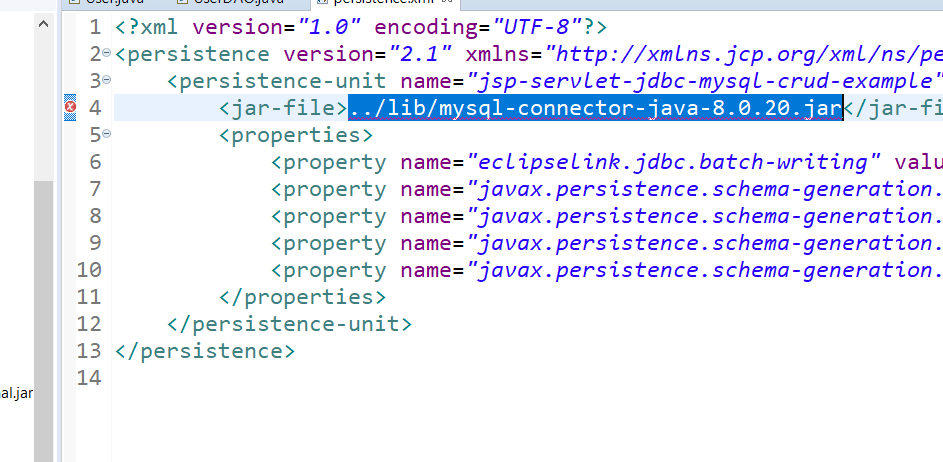 User.java UserDAO.java persistence.xml
1 <?xml version="1.0" encoding="UTF-8"?>
2 <persistence version="2.1" xmlns="http://xmlns.jcp.org/xml/ns/pe
3 <persistence-unit name="jsp-servlet-jdbc-mysql-crud-example"
4 <jar-file>../lib/mysql-connector-java-8.0.20.jar</jar-fi
5 <properties>
6 <property name="eclipselink.jdbc.batch-writing" valu
7 <property name="javax.persistence.schema-generation.
8 <property name="javax.persistence.schema-generation.
9 <property name="javax.persistence.schema-generation.
10 <property name="javax.persistence.schema-generation.
11 </properties>
12 </persistence-unit>
13 </persistence>
14
al.jar